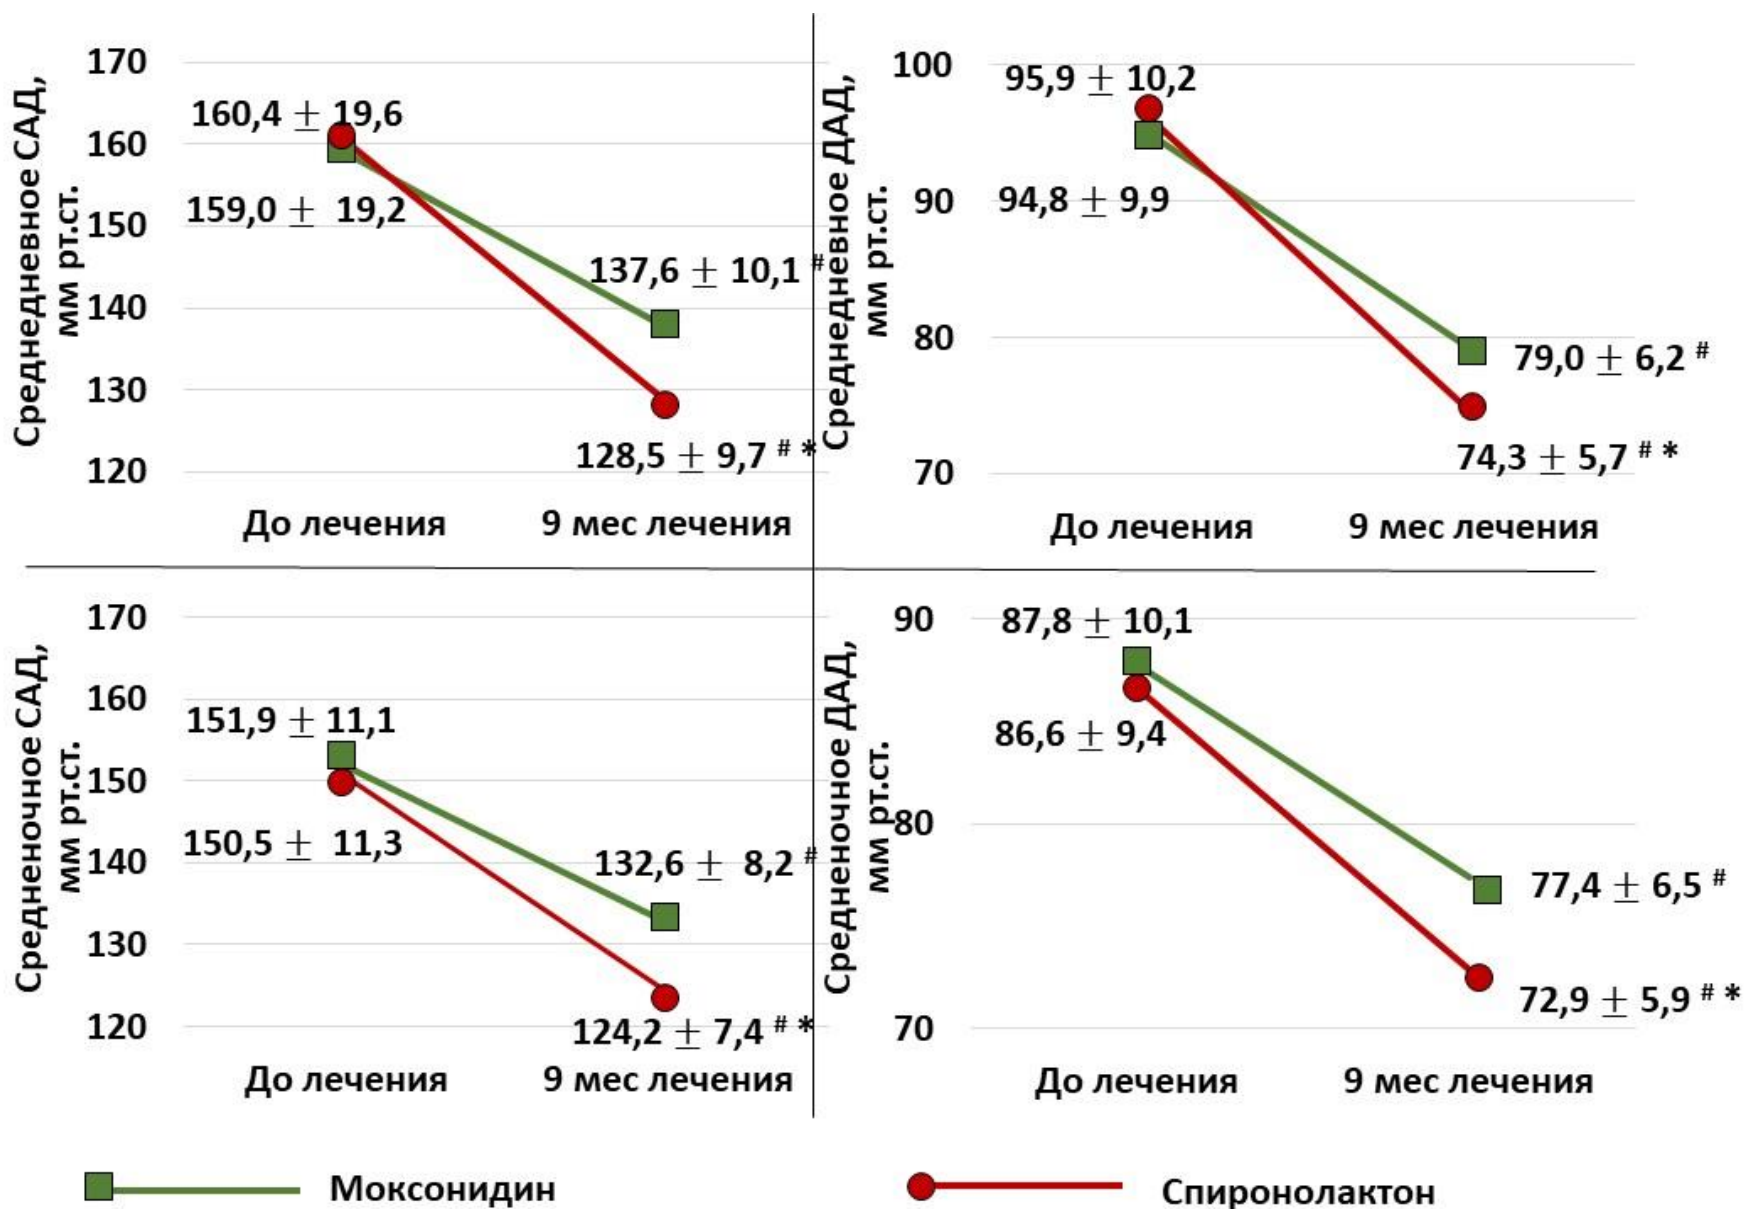 Среднедневное САД,
мм рт.ст.
170
160
150
140
130
120
160,4 ± 19,6
159,0 ± 19,2
137,6 ± 10,1 #
128,5 ± 9,7 # *
До лечения
9 мес лечения
Среднедневное ДАД,
мм рт.ст.
100
90
80
70
95,9 ± 10,2
94,8 ± 9,9
79,0 ± 6,2 #
74,3 ± 5,7 # *
До лечения
9 мес лечения
Средненочное САД,
мм рт.ст.
170
160
150
140
130
120
151,9 ± 11,1
150,5 ± 11,3
132,6 ± 8,2 #
124,2 ± 7,4 # *
До лечения
9 мес лечения
Средненочное ДАД,
мм рт.ст.
90
80
70
87,8 ± 10,1
86,6 ± 9,4
77,4 ± 6,5 #
72,9 ± 5,9 # *
До лечения
9 мес лечения
Моксонидин
Спиронолактон